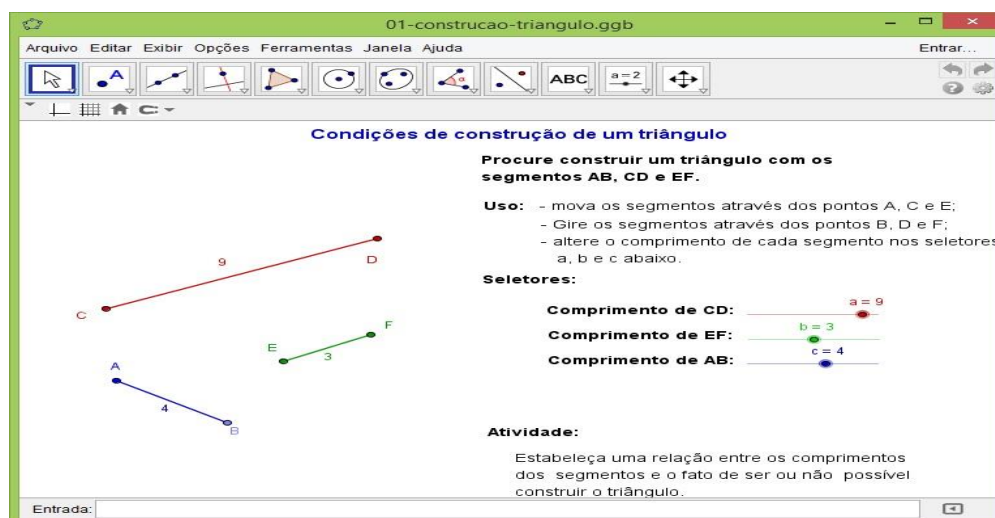 01-construcao-triangulo.ggb
Arquivo Editar Exibir Opções Ferramentas Janela Ajuda
Entrar...
A
α
ABC
a=2
Condições de construção de um triângulo
Procure construir um triângulo com os
segmentos AB, CD e EF.
Uso: - mova os segmentos através dos pontos A, C e E;
- Gire os segmentos através dos pontos B, D e F;
- altere o comprimento de cada segmento nos seletores
a, b e c abaixo.
Seletores:
a = 9
Comprimento de CD:
b = 3
Comprimento de EF:
c = 4
Comprimento de AB:
9
D
C
F
E
3
A
4
B
Atividade:
Estabeleça uma relação entre os comprimentos
dos segmentos e o fato de ser ou não possível
construir o triângulo.
Entrada: